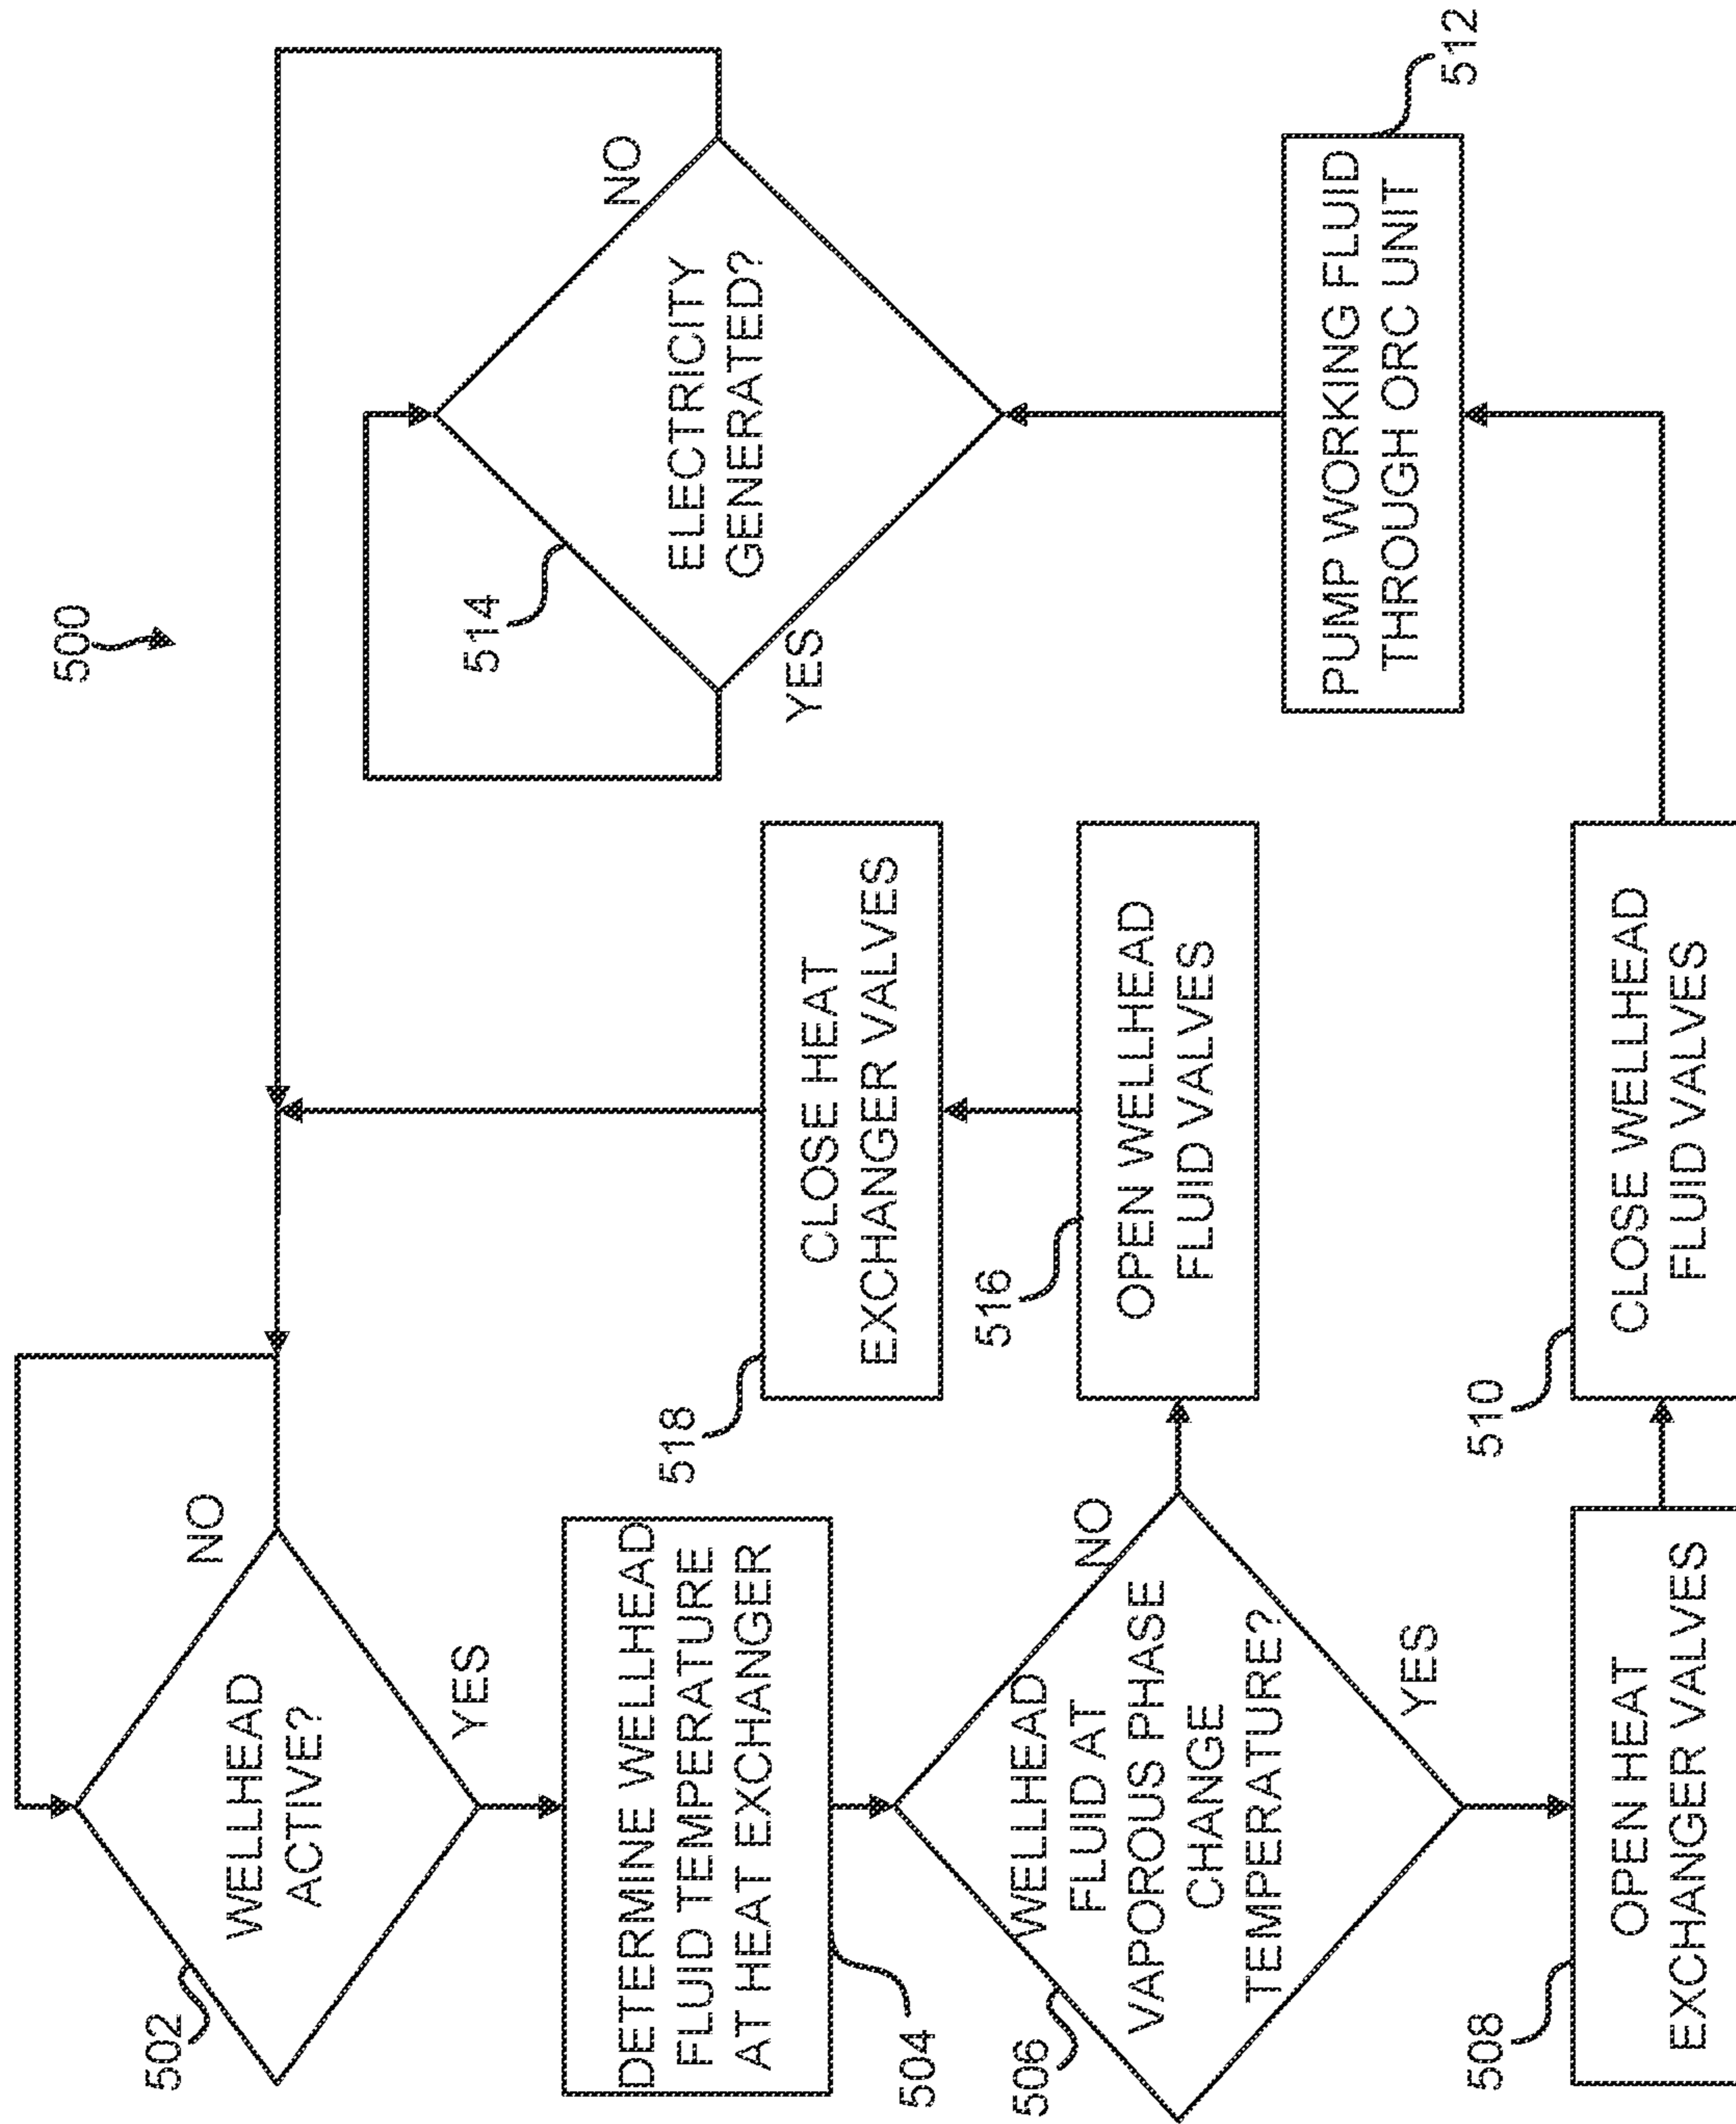 500
502
WELLHEAD
ACTIVE?
NO
YES
DETERMINE WELLHEAD
FLUID TEMPERATURE
AT HEAT EXCHANGER
504
506
WELLHEAD
FLUID AT
VAPOROUS PHASE
CHANGE
TEMPERATURE?
NO
YES
508
OPEN HEAT
EXCHANGER VALVES
510
CLOSE WELLHEAD
FLUID VALVES
516
OPEN WELLHEAD
FLUID VALVES
518
CLOSE HEAT
EXCHANGER VALVES
512
PUMP WORKING FLUID
THROUGH ORC UNIT
514
ELECTRICITY
GENERATED?
YES
NO